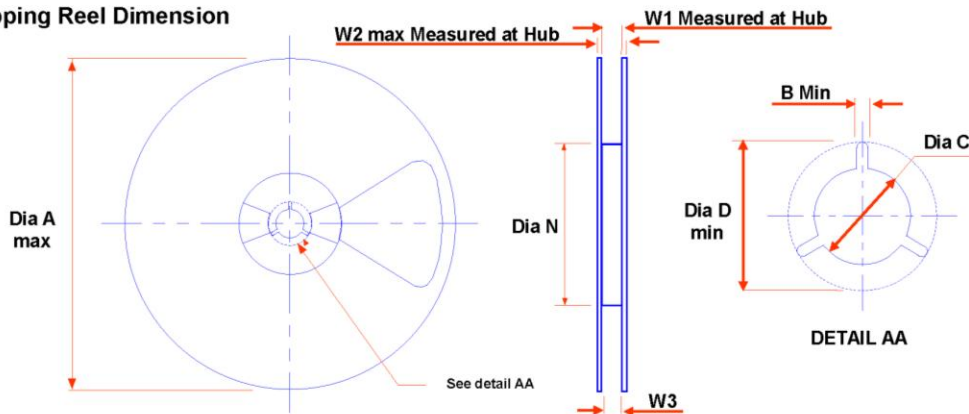 Reel Dimension
W2 max Measured at Hub
W1 Measured at Hub
B Min
Dia C
Dia A
max
Dia N
Dia D
min
DETAIL AA
See detail AA
W3